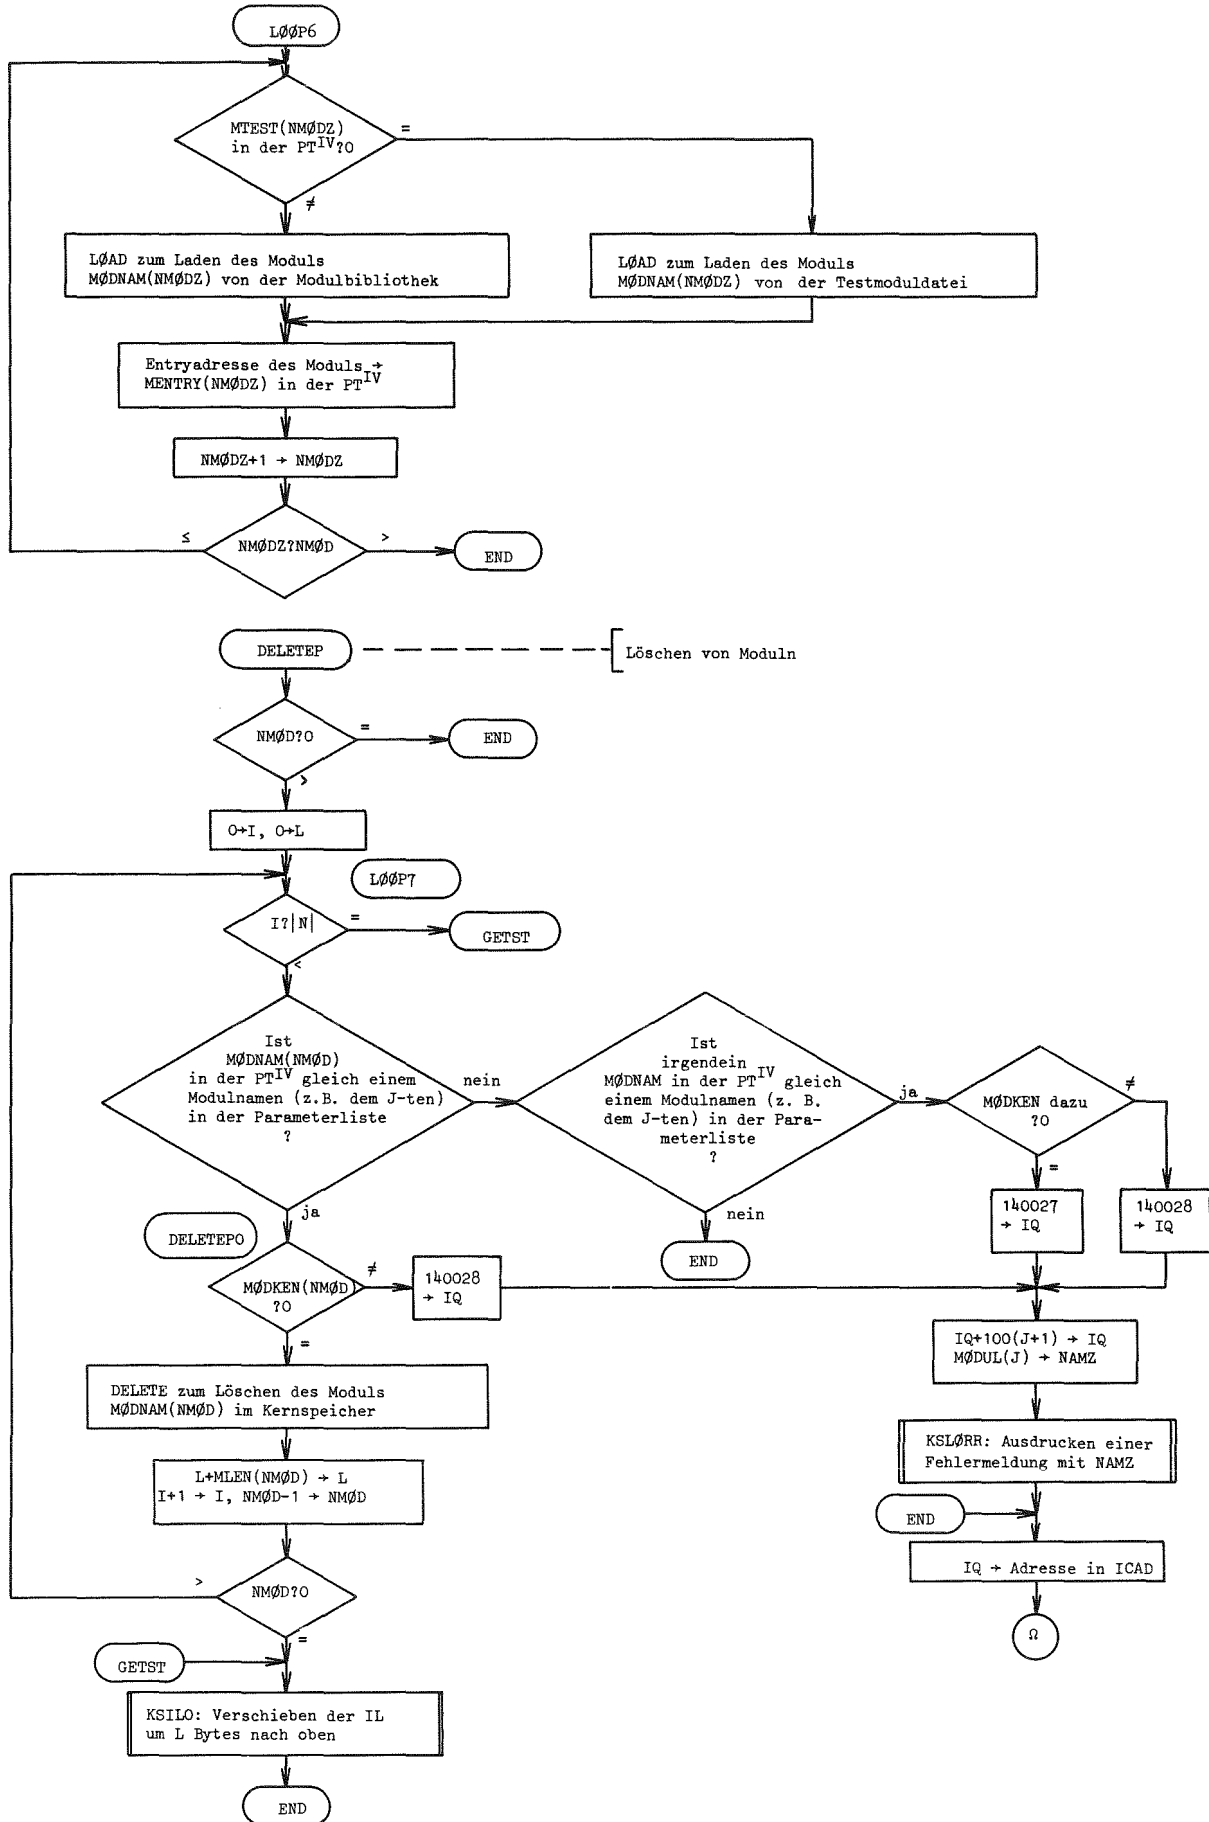 LØØP6
MTEST(NMØDZ)
in der PT^IV?0
=
≠
LØAD zum Laden des Moduls
MØDNAM(NMØDZ) von der Modulbibliothek
LØAD zum Laden des Moduls
MØDNAM(NMØDZ) von der Testmoduldatei
Entryadresse des Moduls →
MENTRY(NMØDZ) in der PT^IV
NMØDZ+1 → NMØDZ
≤
NMØDZ?NMØD
>
END
DELETEP
Löschen von Moduln
NMØD?0
=
END
>
0→I, 0→L
LØØP7
I?|N|
=
GETST
<
Ist
MØDNAM(NMØD)
in der PT^IV gleich einem
Modulnamen (z.B. dem J-ten)
in der Parameterliste
?
nein
Ist
irgendein
MØDNAM in der PT^IV gleich
einem Modulnamen (z. B.
dem J-ten) in der Para-
meterliste
?
ja
MØDKEN dazu
?0
≠
=
140027
→ IQ
140028
→ IQ
nein
END
ja
DELETEPO
MØDKEN(NMØD)
?0
≠
140028
→ IQ
=
IQ+100(J+1) → IQ
MØDUL(J) → NAMZ
DELETE zum Löschen des Moduls
MØDNAM(NMØD) im Kernspeicher
KSLØRR: Ausdrucken einer
Fehlermeldung mit NAMZ
L+MLEN(NMØD) → L
I+1 → I, NMØD-1 → NMØD
END
IQ → Adresse in ICAD
Ω
>
NMØD?0
=
GETST
KSILO: Verschieben der IL
um L Bytes nach oben
END